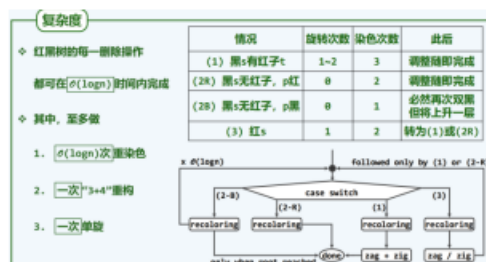 复杂度
❖ 红黑树的每一删除操作
都可在O(logn)时间内完成
❖ 其中，至多做
1. O(logn)次重染色
2. 一次"3+4"重构
3. 一次单旋
情况 旋转次数 染色次数 此后
(1) 黑s有红子t 1~2 3 调整随即完成
(2R) 黑s无红子，p红 0 2 调整随即完成
(2B) 黑s无红子，p黑 0 1 必然再次双黑
但将上升一层
(3) 红s 1 2 转为(1)或(2R)
x O(logn) followed only by (1) or (2-R)
case switch
(2-B) (2-R) (1) (3)
recoloring recoloring recoloring recoloring
only when root reached done zag + zig zag / zig